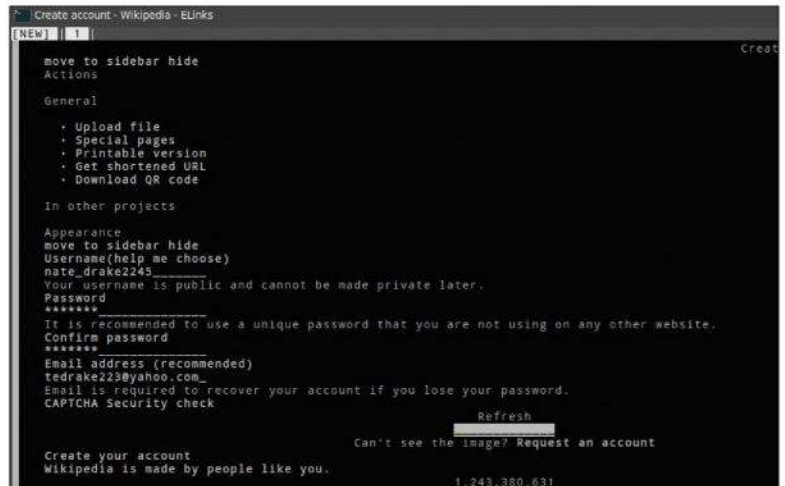 Create account - Wikipedia - ELinks
[NEW] | 1 |
Creat
move to sidebar hide
Actions
General
· Upload file
· Special pages
· Printable version
· Get shortened URL
· Download QR code
In other projects
Appearance
move to sidebar hide
Username(help me choose)
nate_drake2245_______
Your username is public and cannot be made private later.
Password
*******______________
It is recommended to use a unique password that you are not using on any other website.
Confirm password
*******______________
Email address (recommended)
tedrake223@yahoo.com_
Email is required to recover your account if you lose your password.
CAPTCHA Security check
Refresh
Can't see the image? Request an account
Create your account
Wikipedia is made by people like you.
1,243,380,631